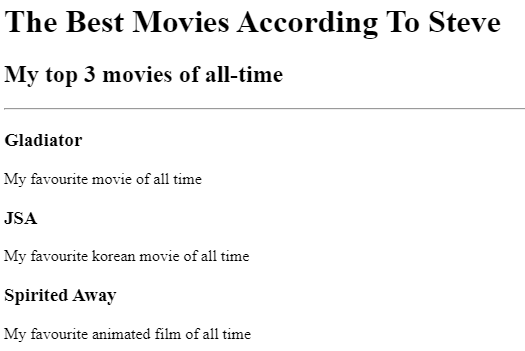 The Best Movies According To Steve
My top 3 movies of all-time
Gladiator
My favourite movie of all time
JSA
My favourite korean movie of all time
Spirited Away
My favourite animated film of all time